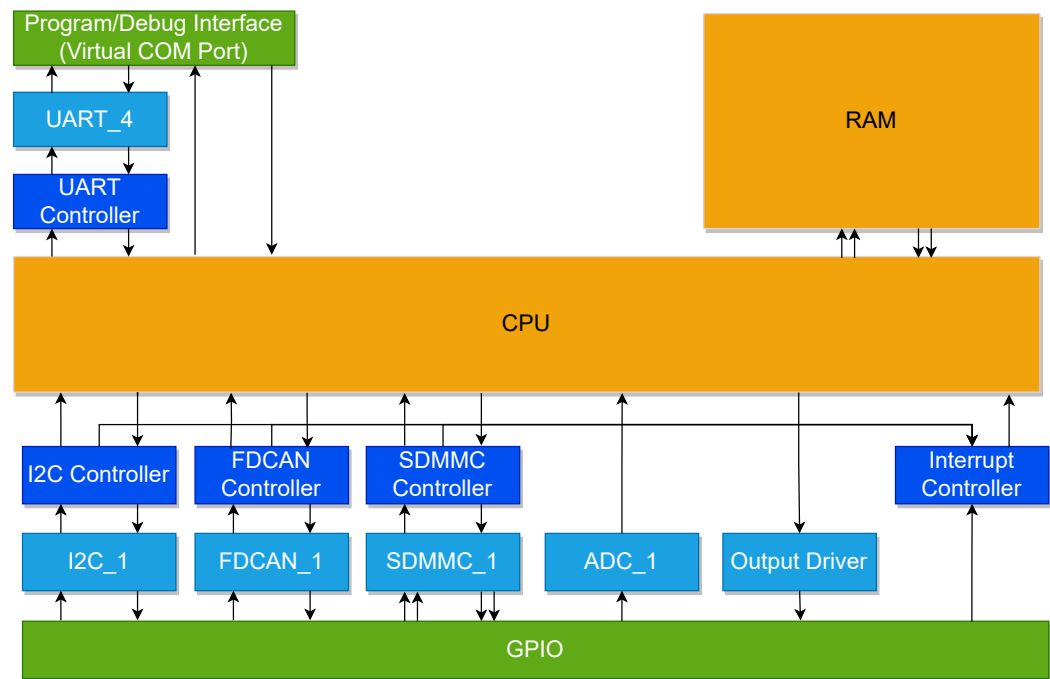 Program/Debug Interface
(Virtual COM Port)
RAM
UART_4
UART
Controller
CPU
I2C Controller
FDCAN
Controller
SDMMC
Controller
Interrupt
Controller
I2C_1
FDCAN_1
SDMMC_1
ADC_1
Output Driver
GPIO